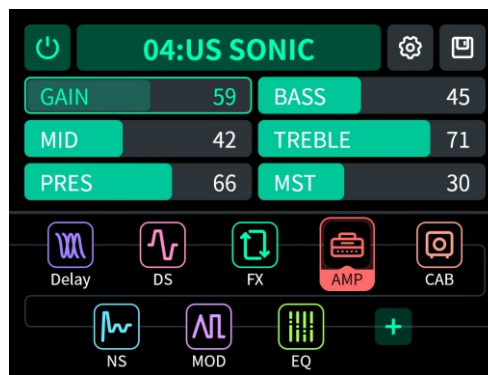 04:US SONIC
GAIN 59 BASS 45
MID 42 TREBLE 71
PRES 66 MST 30
Delay DS FX AMP CAB
NS MOD EQ +